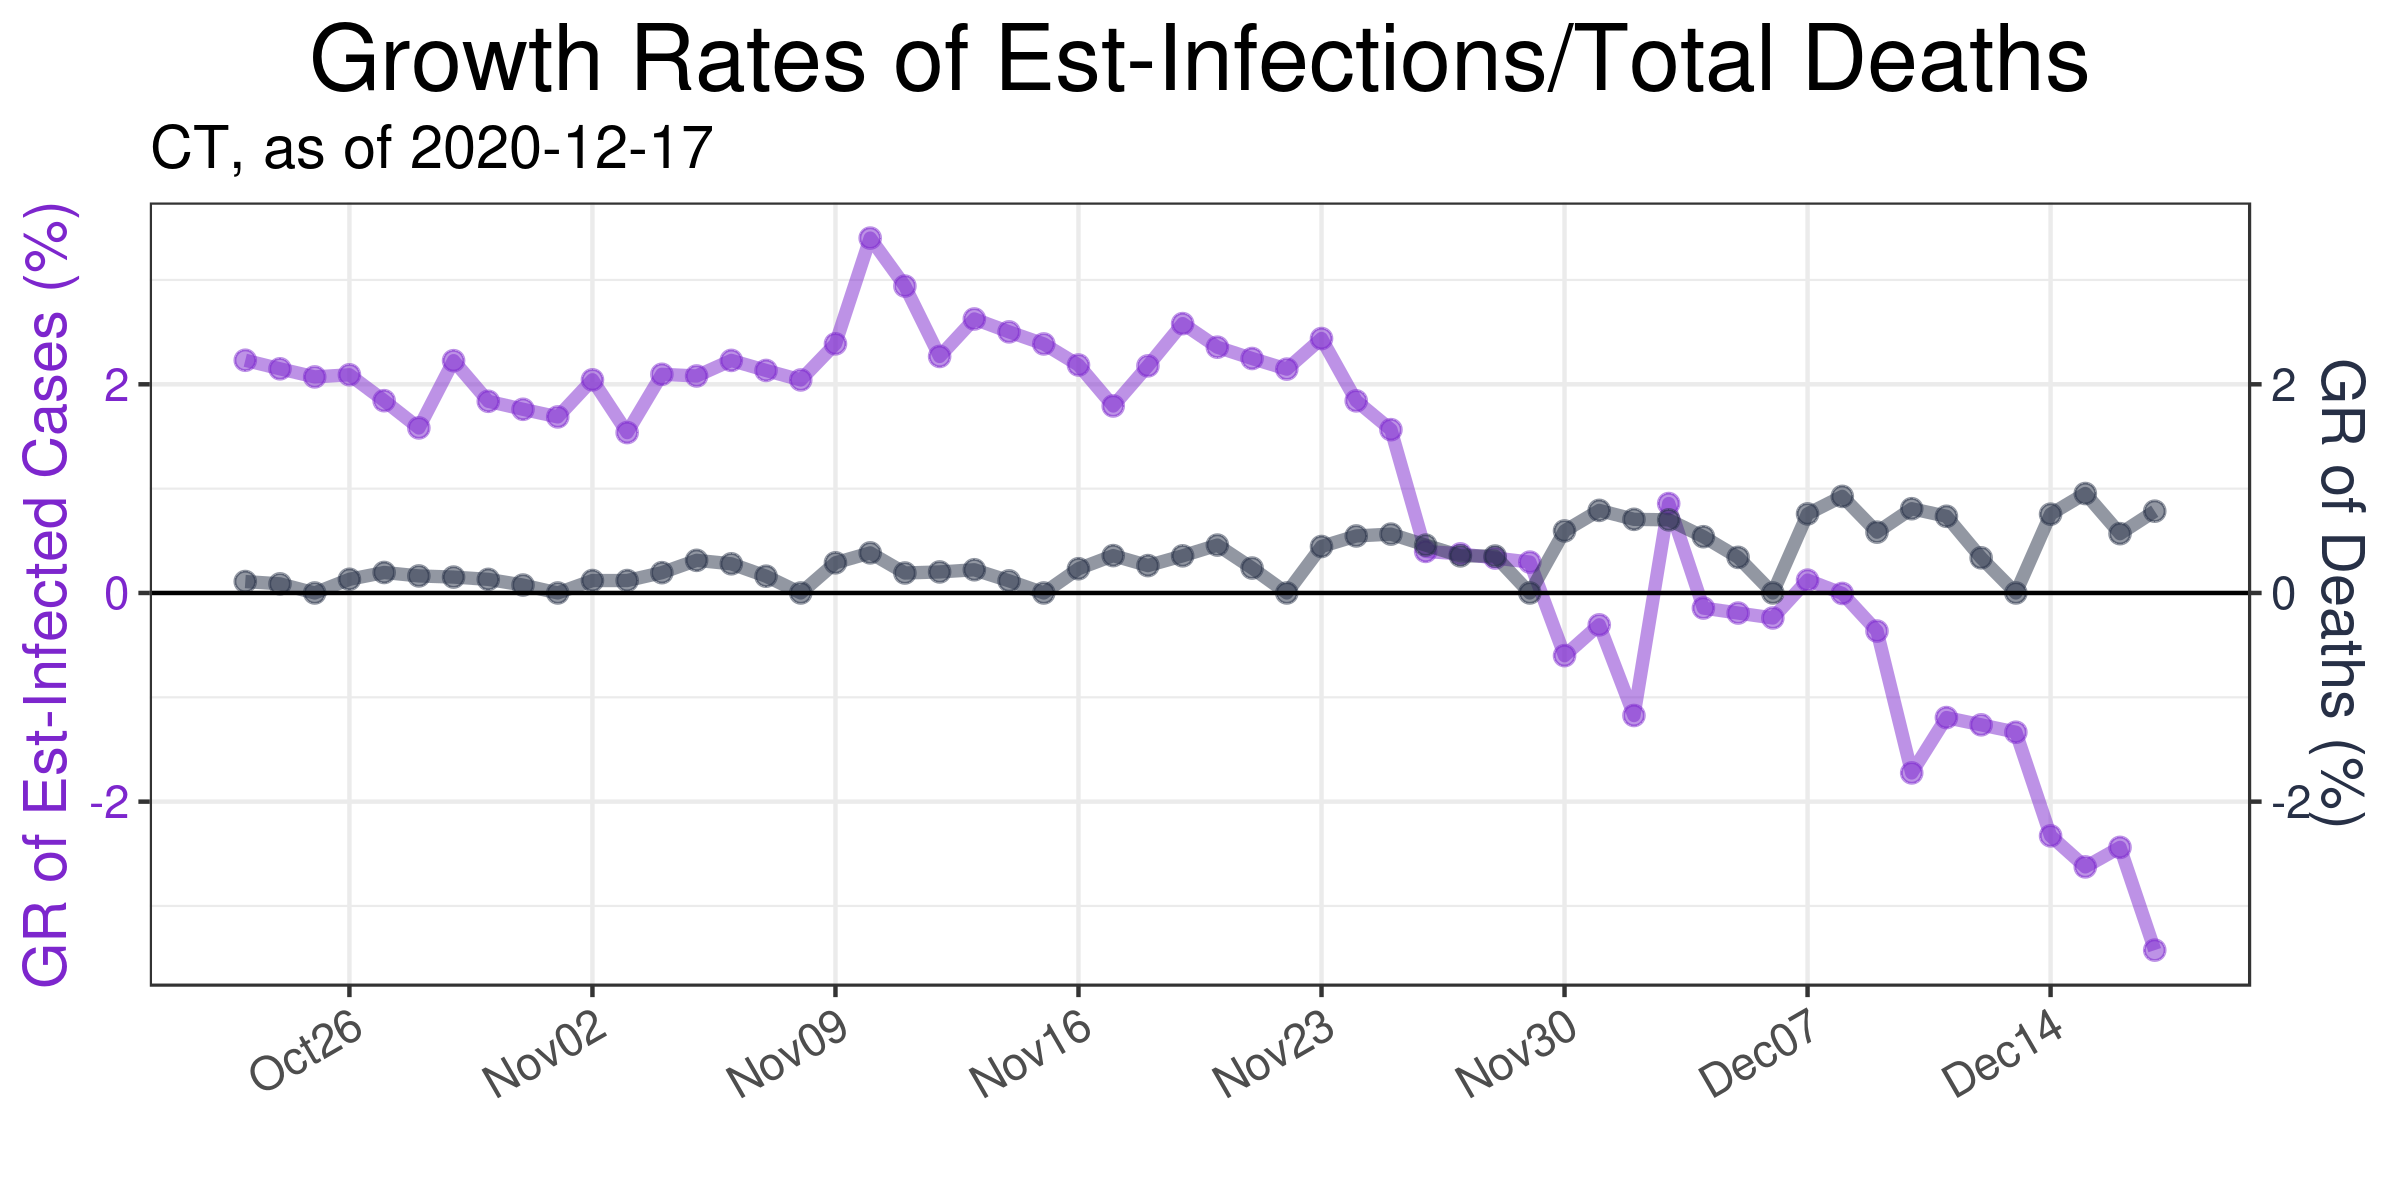 Growth Rates of Est-Infections/Total Deaths
CT, as of 2020-12-17
GR of Est-Infected Cases (%)
2
0
-2
2
0
-2
GR of Deaths (%)
Oct26
Nov02
Nov09
Nov16
Nov23
Nov30
Dec07
Dec14